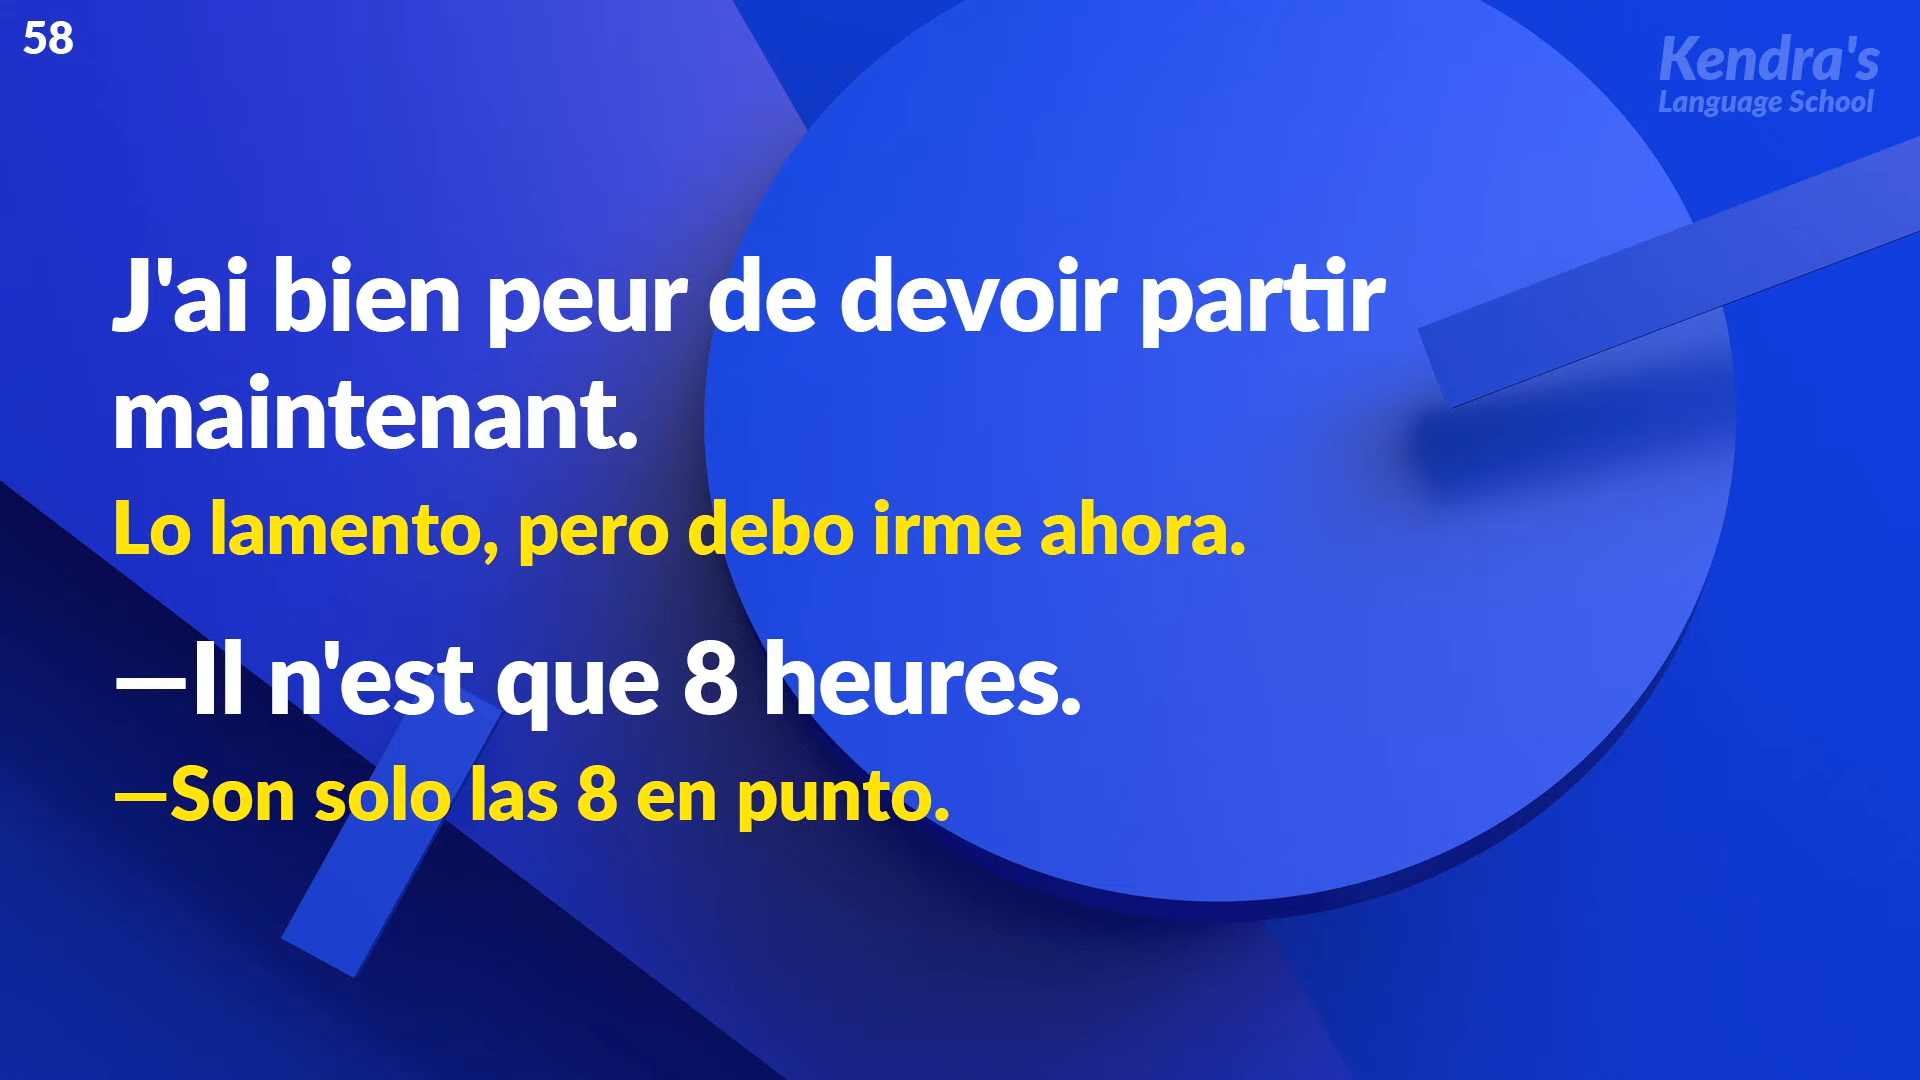 58
Kendra's
Language School
J'ai bien peur de devoir partir
maintenant.
Lo lamento, pero debo irme ahora.
—Il n'est que 8 heures.
—Son solo las 8 en punto.